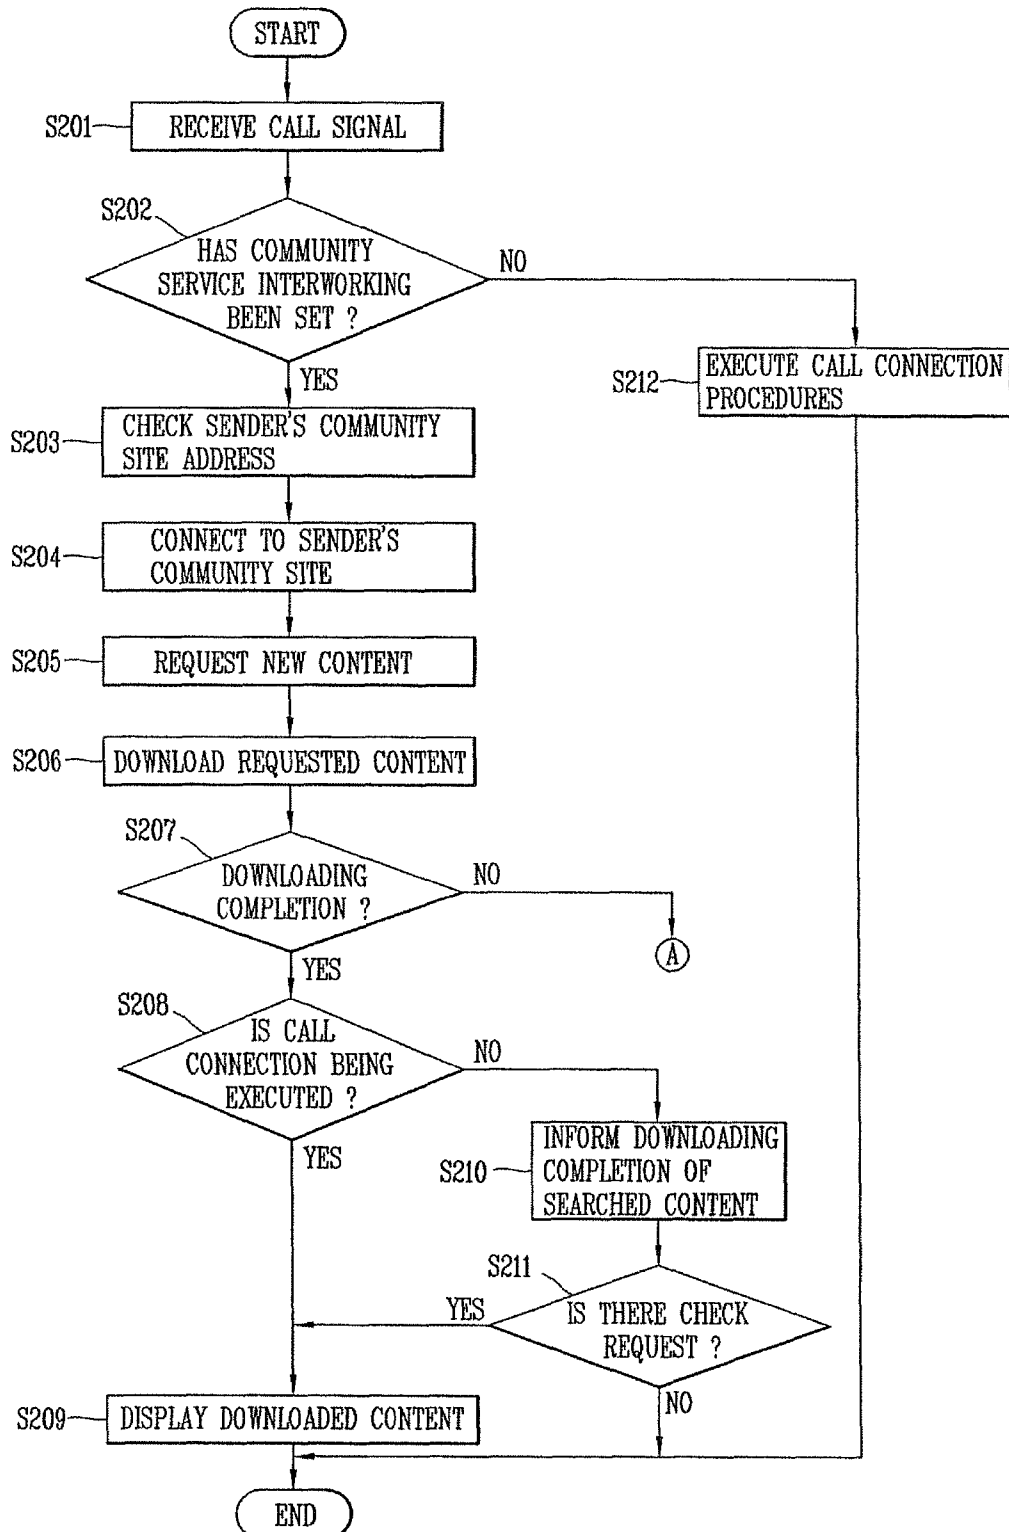 START
S201
RECEIVE CALL SIGNAL
S202
HAS COMMUNITY
SERVICE INTERWORKING
BEEN SET ?
NO
YES
S212
EXECUTE CALL CONNECTION
PROCEDURES
S203
CHECK SENDER'S COMMUNITY
SITE ADDRESS
S204
CONNECT TO SENDER'S
COMMUNITY SITE
S205
REQUEST NEW CONTENT
S206
DOWNLOAD REQUESTED CONTENT
S207
DOWNLOADING
COMPLETION ?
NO
A
YES
S208
IS CALL
CONNECTION BEING
EXECUTED ?
NO
YES
S210
INFORM DOWNLOADING
COMPLETION OF
SEARCHED CONTENT
S211
IS THERE CHECK
REQUEST ?
YES
NO
S209
DISPLAY DOWNLOADED CONTENT
END